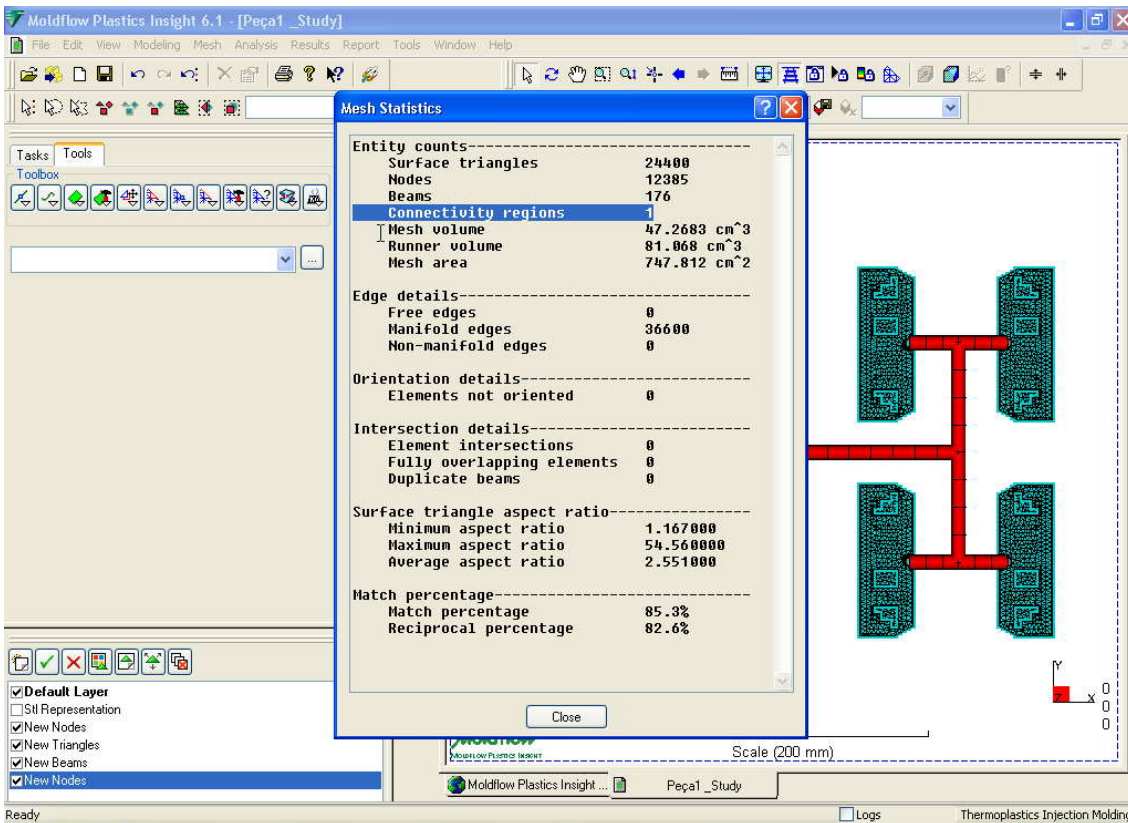 Moldflow Plastics Insight 6.1 - [Peça1 _Study]
File Edit View Modeling Mesh Analysis Results Report Tools Window Help
Mesh Statistics
Tasks Tools
Toolbox
...
Entity counts--------------------------------
Surface triangles 24400
Nodes 12385
Beams 176
Connectivity regions 1
Mesh volume 47.2683 cm^3
Runner volume 81.068 cm^3
Mesh area 747.812 cm^2
Edge details---------------------------------
Free edges 0
Manifold edges 36600
Non-manifold edges 0
Orientation details--------------------------
Elements not oriented 0
Intersection details-------------------------
Element intersections 0
Fully overlapping elements 0
Duplicate beams 0
Surface triangle aspect ratio----------------
Minimum aspect ratio 1.167000
Maximum aspect ratio 54.560000
Average aspect ratio 2.551000
Match percentage-----------------------------
Match percentage 85.3%
Reciprocal percentage 82.6%
Close
Default Layer
Stl Representation
New Nodes
New Triangles
New Beams
New Nodes
Y
Z X
0
0
0
MOLDFLOW PLASTICS INSIGHT
Scale (200 mm)
Moldflow Plastics Insight ...
Peça1 _Study
Ready
Logs
Thermoplastics Injection Molding